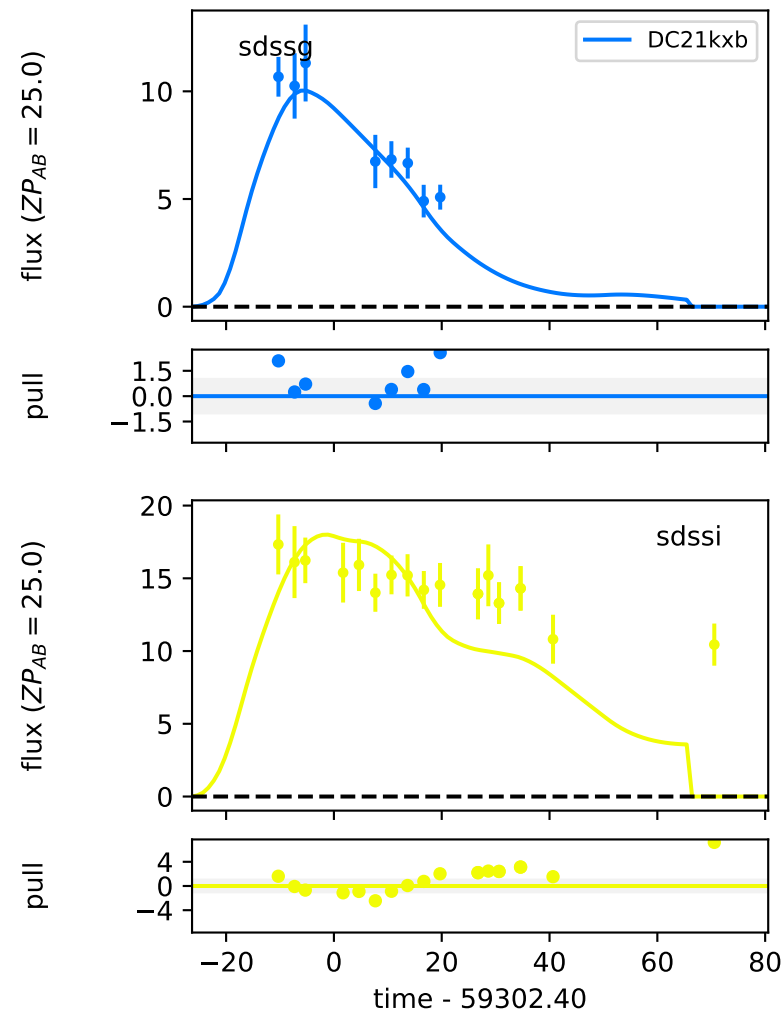 sdssg
DC21kxb
flux (ZP_AB = 25.0)
10
5
0
pull
1.5
0.0
−1.5
flux (ZP_AB = 25.0)
sdssi
20
15
10
5
0
pull
4
0
−4
−20 0 20 40 60 80
time - 59302.40